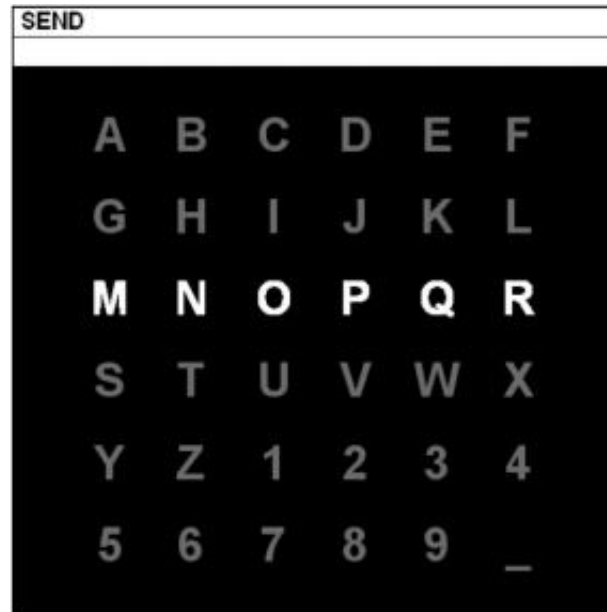 SEND
A B C D E F
G H I J K L
M N O P Q R
S T U V W X
Y Z 1 2 3 4
5 6 7 8 9 _